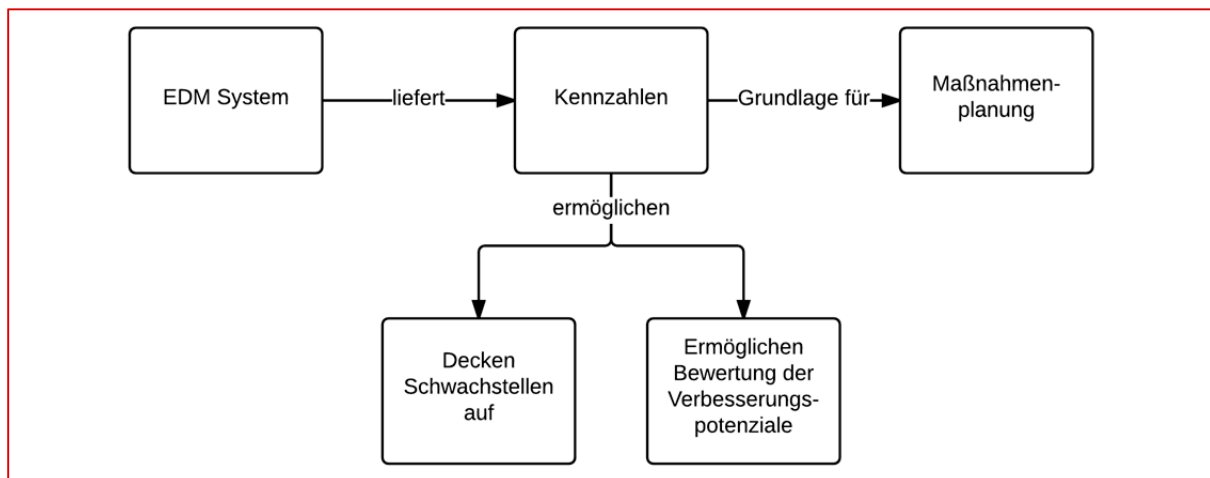 EDM System
liefert
Kennzahlen
Grundlage für
Maßnahmen-
planung
ermöglichen
Decken
Schwachstellen
auf
Ermöglichen
Bewertung der
Verbesserungs-
potenziale